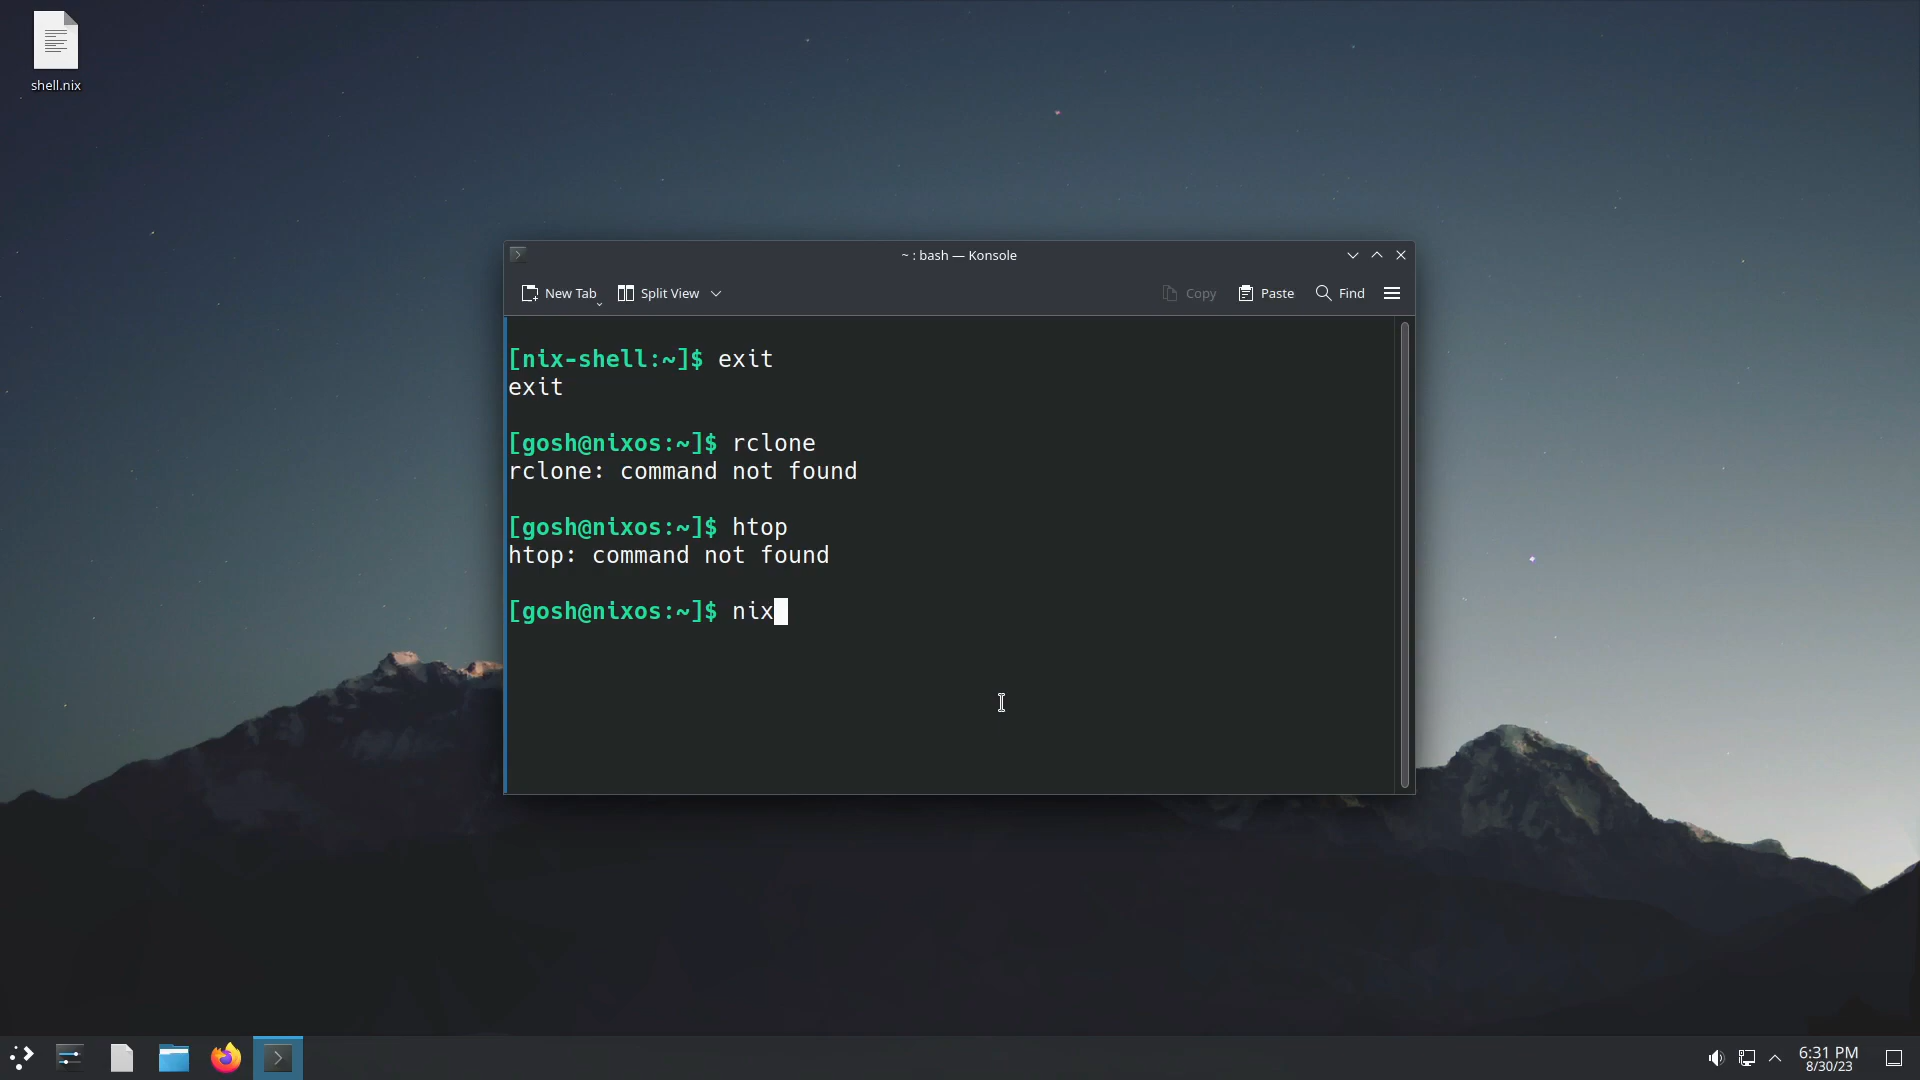 shell.nix
~ : bash — Konsole
New Tab Split View Copy Paste Find
[nix-shell:~]$ exit
exit
[gosh@nixos:~]$ rclone
rclone: command not found
[gosh@nixos:~]$ htop
htop: command not found
[gosh@nixos:~]$ nix
6:31 PM
8/30/23